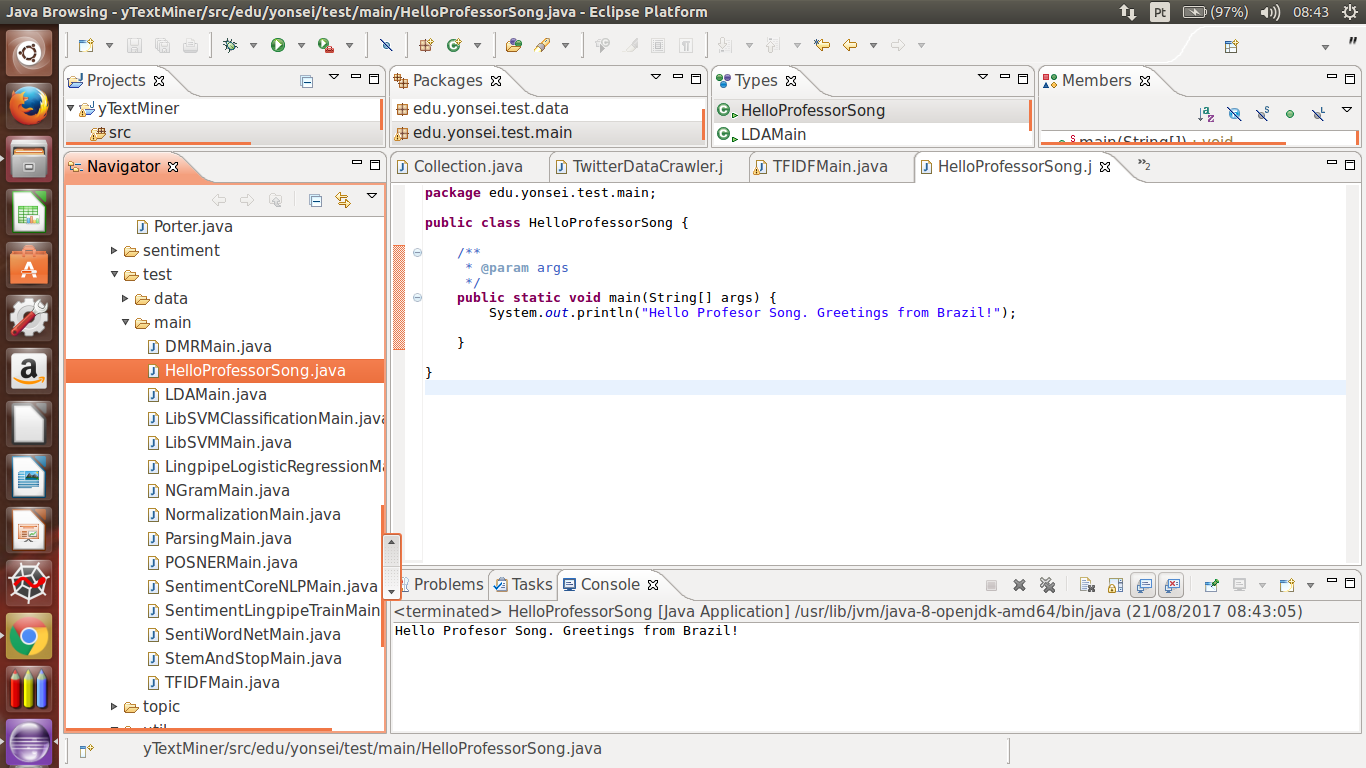 Java Browsing - yTextMiner/src/edu/yonsei/test/main/HelloProfessorSong.java - Eclipse Platform
Pt (97%) 08:43
Projects
yTextMiner
src
Packages
edu.yonsei.test.data
edu.yonsei.test.main
Types
HelloProfessorSong
LDAMain
Members
main(String[]) : void
Navigator
Porter.java
sentiment
test
data
main
DMRMain.java
HelloProfessorSong.java
LDAMain.java
LibSVMClassificationMain.java
LibSVMMain.java
LingpipeLogisticRegressionMa
NGramMain.java
NormalizationMain.java
ParsingMain.java
POSNERMain.java
SentimentCoreNLPMain.java
SentimentLingpipeTrainMain
SentiWordNetMain.java
StemAndStopMain.java
TFIDFMain.java
topic
util
Collection.java TwitterDataCrawler.j TFIDFMain.java HelloProfessorSong.j »2
package edu.yonsei.test.main;
public class HelloProfessorSong {
/**
* @param args
*/
public static void main(String[] args) {
System.out.println("Hello Profesor Song. Greetings from Brazil!");
}
}
Problems Tasks Console
<terminated> HelloProfessorSong [Java Application] /usr/lib/jvm/java-8-openjdk-amd64/bin/java (21/08/2017 08:43:05)
Hello Profesor Song. Greetings from Brazil!
yTextMiner/src/edu/yonsei/test/main/HelloProfessorSong.java